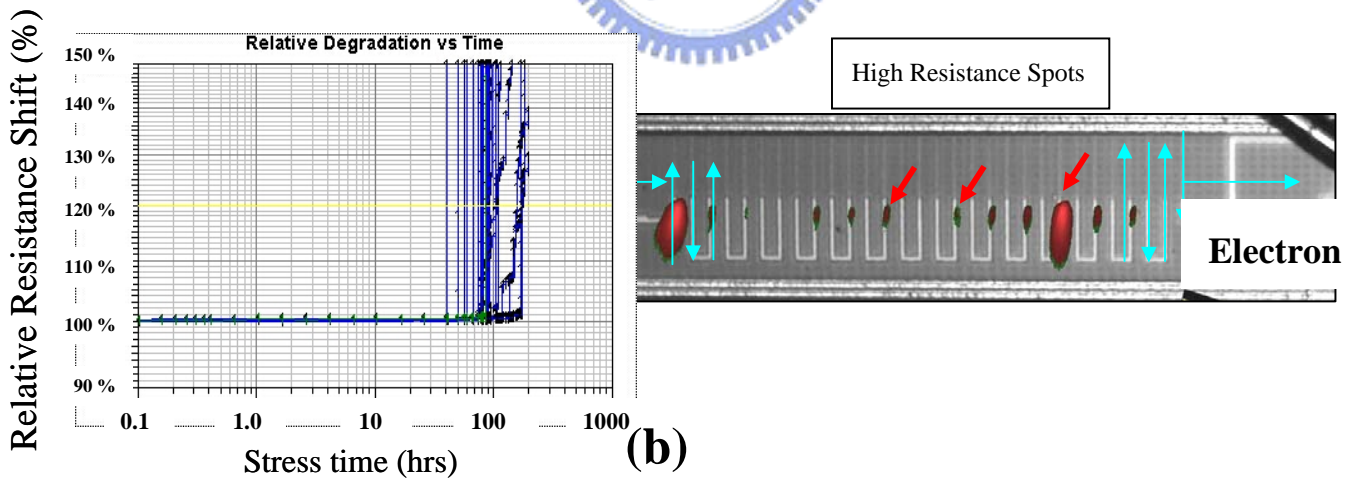 Relative Resistance Shift (%)
Relative Degradation vs Time
150 %
140 %
130 %
120 %
110 %
100 %
90 %
0.1 1.0 10 100 1000
Stress time (hrs)
(b)
High Resistance Spots
Electron